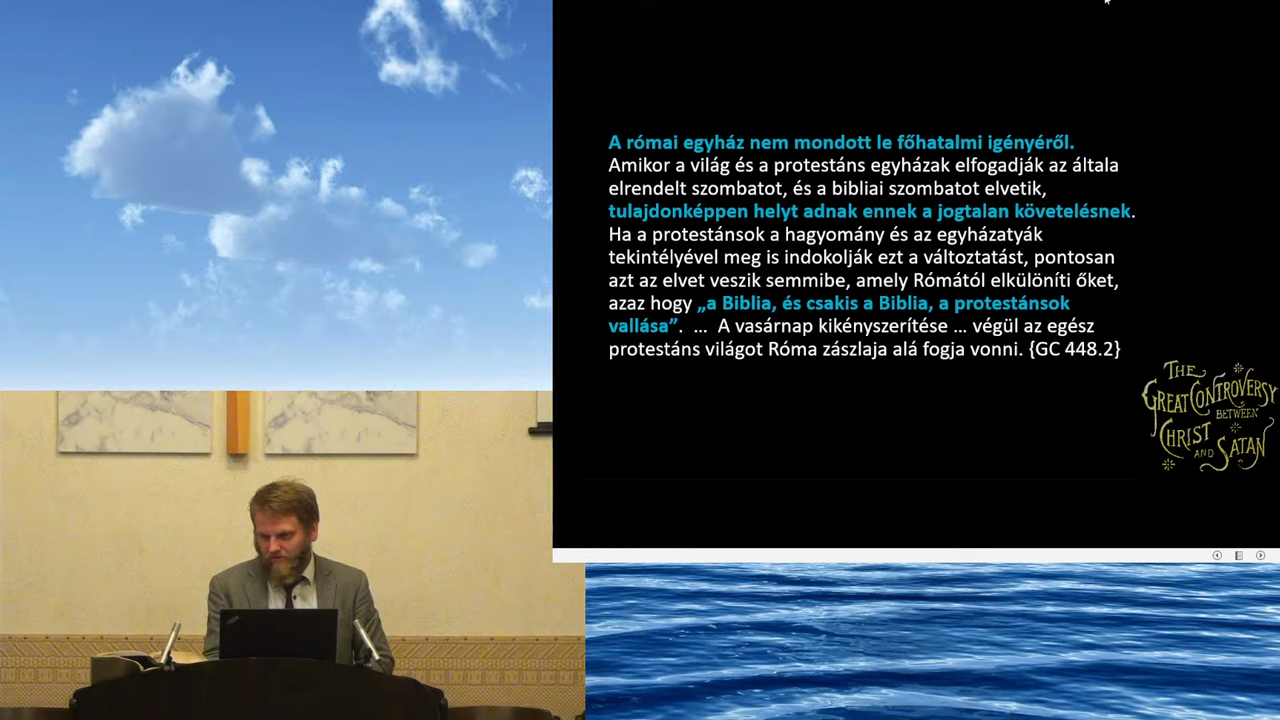 A római egyház nem mondott le főhatalmi igényéről.
Amikor a világ és a protestáns egyházak elfogadják az általa
elrendelt szombatot, és a bibliai szombatot elvetik,
tulajdonképpen helyt adnak ennek a jogtalan követelésnek.
Ha a protestánsok a hagyomány és az egyházatyák
tekintélyével meg is indokolják ezt a változtatást, pontosan
azt az elvet veszik semmibe, amely Rómától elkülöníti őket,
azaz hogy „a Biblia, és csakis a Biblia, a protestánsok
vallása”. … A vasárnap kikényszerítése … végül az egész
protestáns világot Róma zászlaja alá fogja vonni. {GC 448.2}
THE
GREAT CONTROVERSY
BETWEEN
CHRIST
AND SATAN